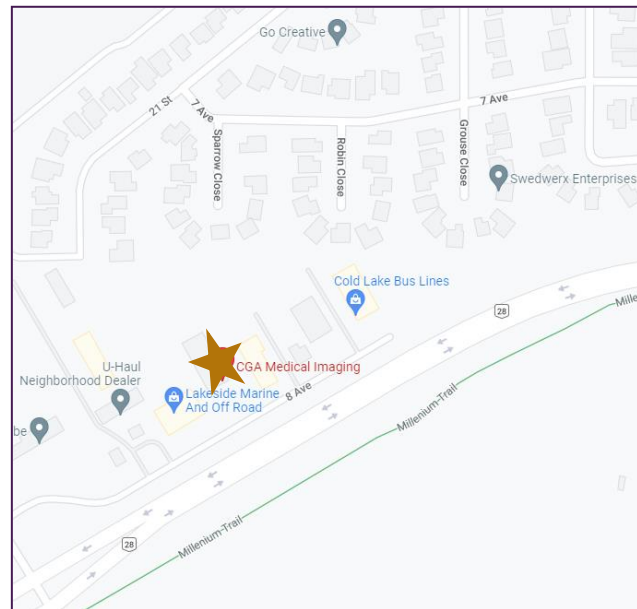 Go Creative
21 St
7 Ave
7 Ave
Sparrow Close
Robin Close
Grouse Close
Swedwerx Enterprises
Cold Lake Bus Lines
28
Mille
CGA Medical Imaging
U-Haul
Neighborhood Dealer
8 Ave
Lakeside Marine
And Off Road
be
Millenium-Trail
28
Millenium-Trail